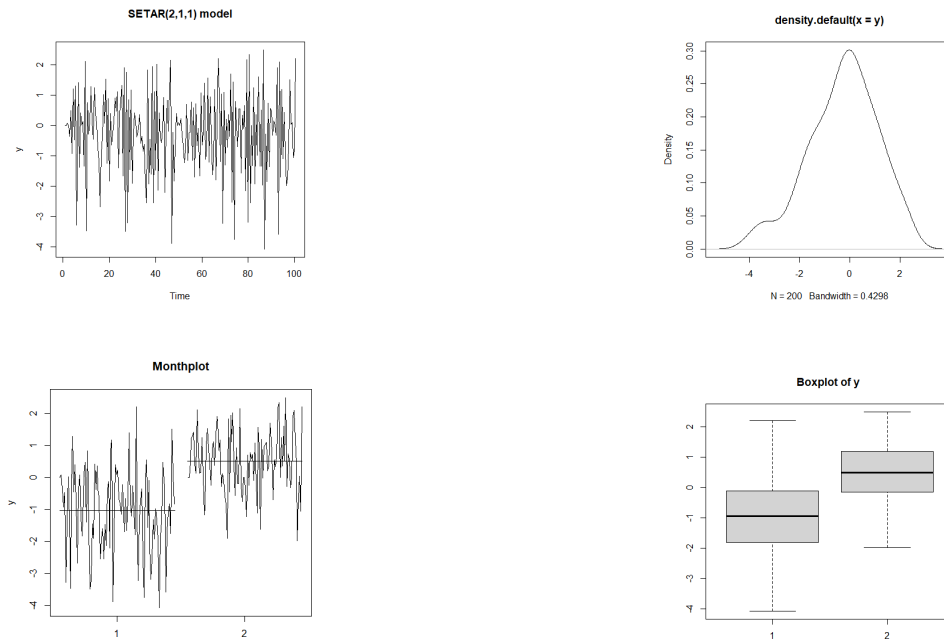 SETAR(2,1,1) model
y
2
1
0
-1
-2
-3
-4
0 20 40 60 80 100
Time
density.default(x = y)
Density
0.30
0.25
0.20
0.15
0.10
0.05
0.00
-4 -2 0 2
N = 200 Bandwidth = 0.4298
Monthplot
y
2
1
0
-1
-2
-3
-4
1 2
Boxplot of y
2
1
0
-1
-2
-3
-4
1 2